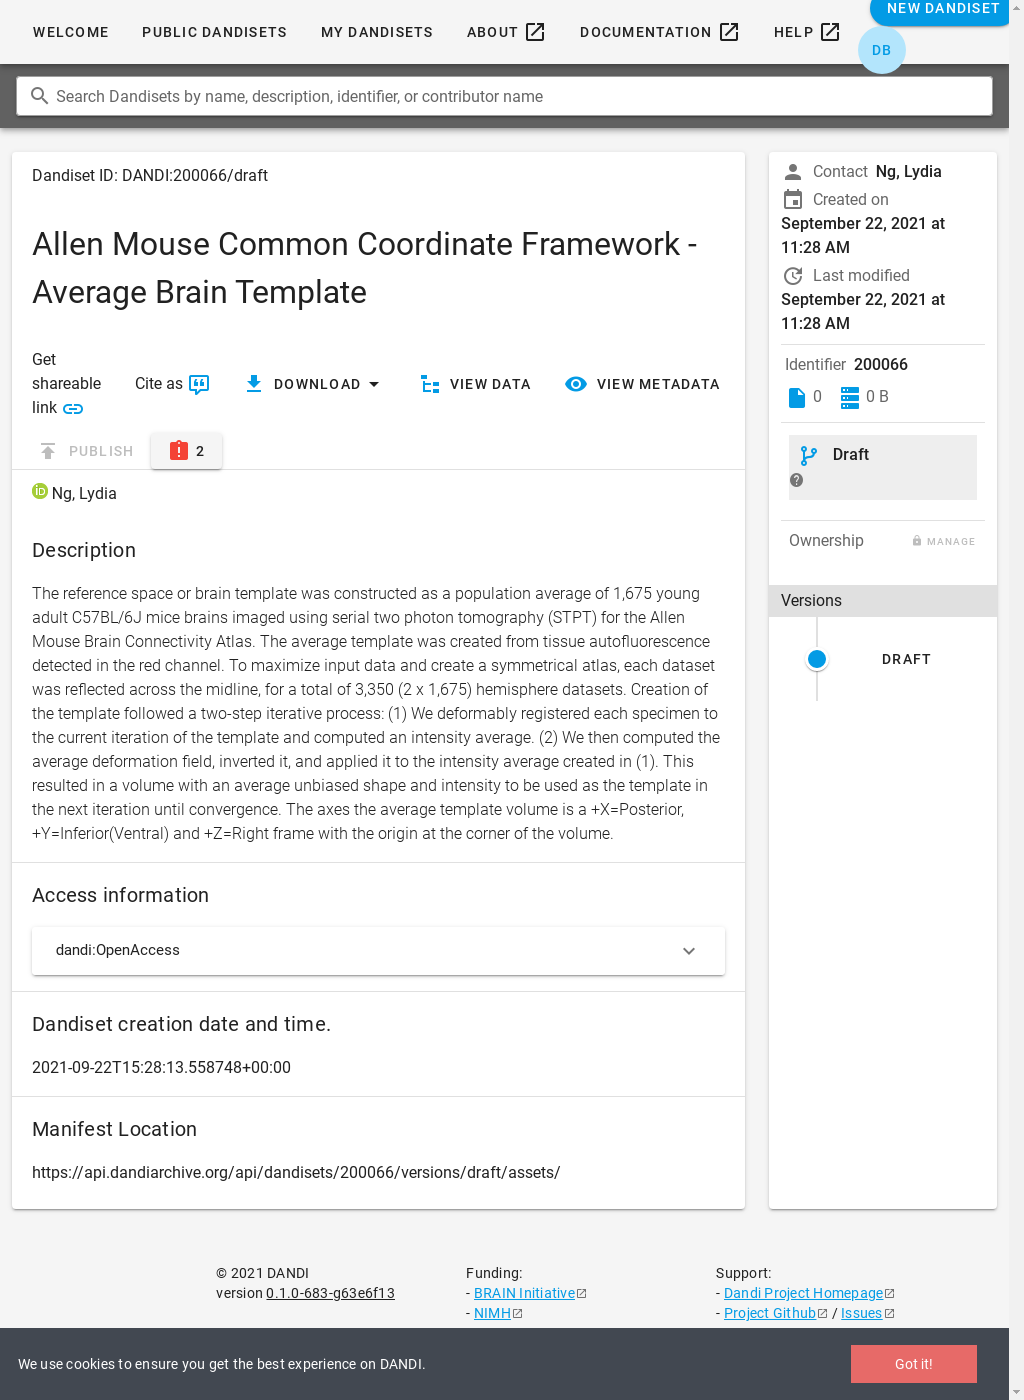 WELCOME PUBLIC DANDISETS MY DANDISETS ABOUT DOCUMENTATION HELP NEW DANDISET
DB
Search Dandisets by name, description, identifier, or contributor name
Dandiset ID: DANDI:200066/draft
Allen Mouse Common Coordinate Framework -
Average Brain Template
Get
shareable
link
Cite as DOWNLOAD VIEW DATA VIEW METADATA
PUBLISH 2
iD Ng, Lydia
Description
The reference space or brain template was constructed as a population average of 1,675 young
adult C57BL/6J mice brains imaged using serial two photon tomography (STPT) for the Allen
Mouse Brain Connectivity Atlas. The average template was created from tissue autofluorescence
detected in the red channel. To maximize input data and create a symmetrical atlas, each dataset
was reflected across the midline, for a total of 3,350 (2 x 1,675) hemisphere datasets. Creation of
the template followed a two-step iterative process: (1) We deformably registered each specimen to
the current iteration of the template and computed an intensity average. (2) We then computed the
average deformation field, inverted it, and applied it to the intensity average created in (1). This
resulted in a volume with an average unbiased shape and intensity to be used as the template in
the next iteration until convergence. The axes the average template volume is a +X=Posterior,
+Y=Inferior(Ventral) and +Z=Right frame with the origin at the corner of the volume.
Access information
dandi:OpenAccess
Dandiset creation date and time.
2021-09-22T15:28:13.558748+00:00
Manifest Location
https://api.dandiarchive.org/api/dandisets/200066/versions/draft/assets/
Contact Ng, Lydia
Created on
September 22, 2021 at
11:28 AM
Last modified
September 22, 2021 at
11:28 AM
Identifier 200066
0 0 B
Draft
Ownership MANAGE
Versions
DRAFT
© 2021 DANDI
version 0.1.0-683-g63e6f13
Funding:
- BRAIN Initiative
- NIMH
Support:
- Dandi Project Homepage
- Project Github / Issues
We use cookies to ensure you get the best experience on DANDI.
Got it!